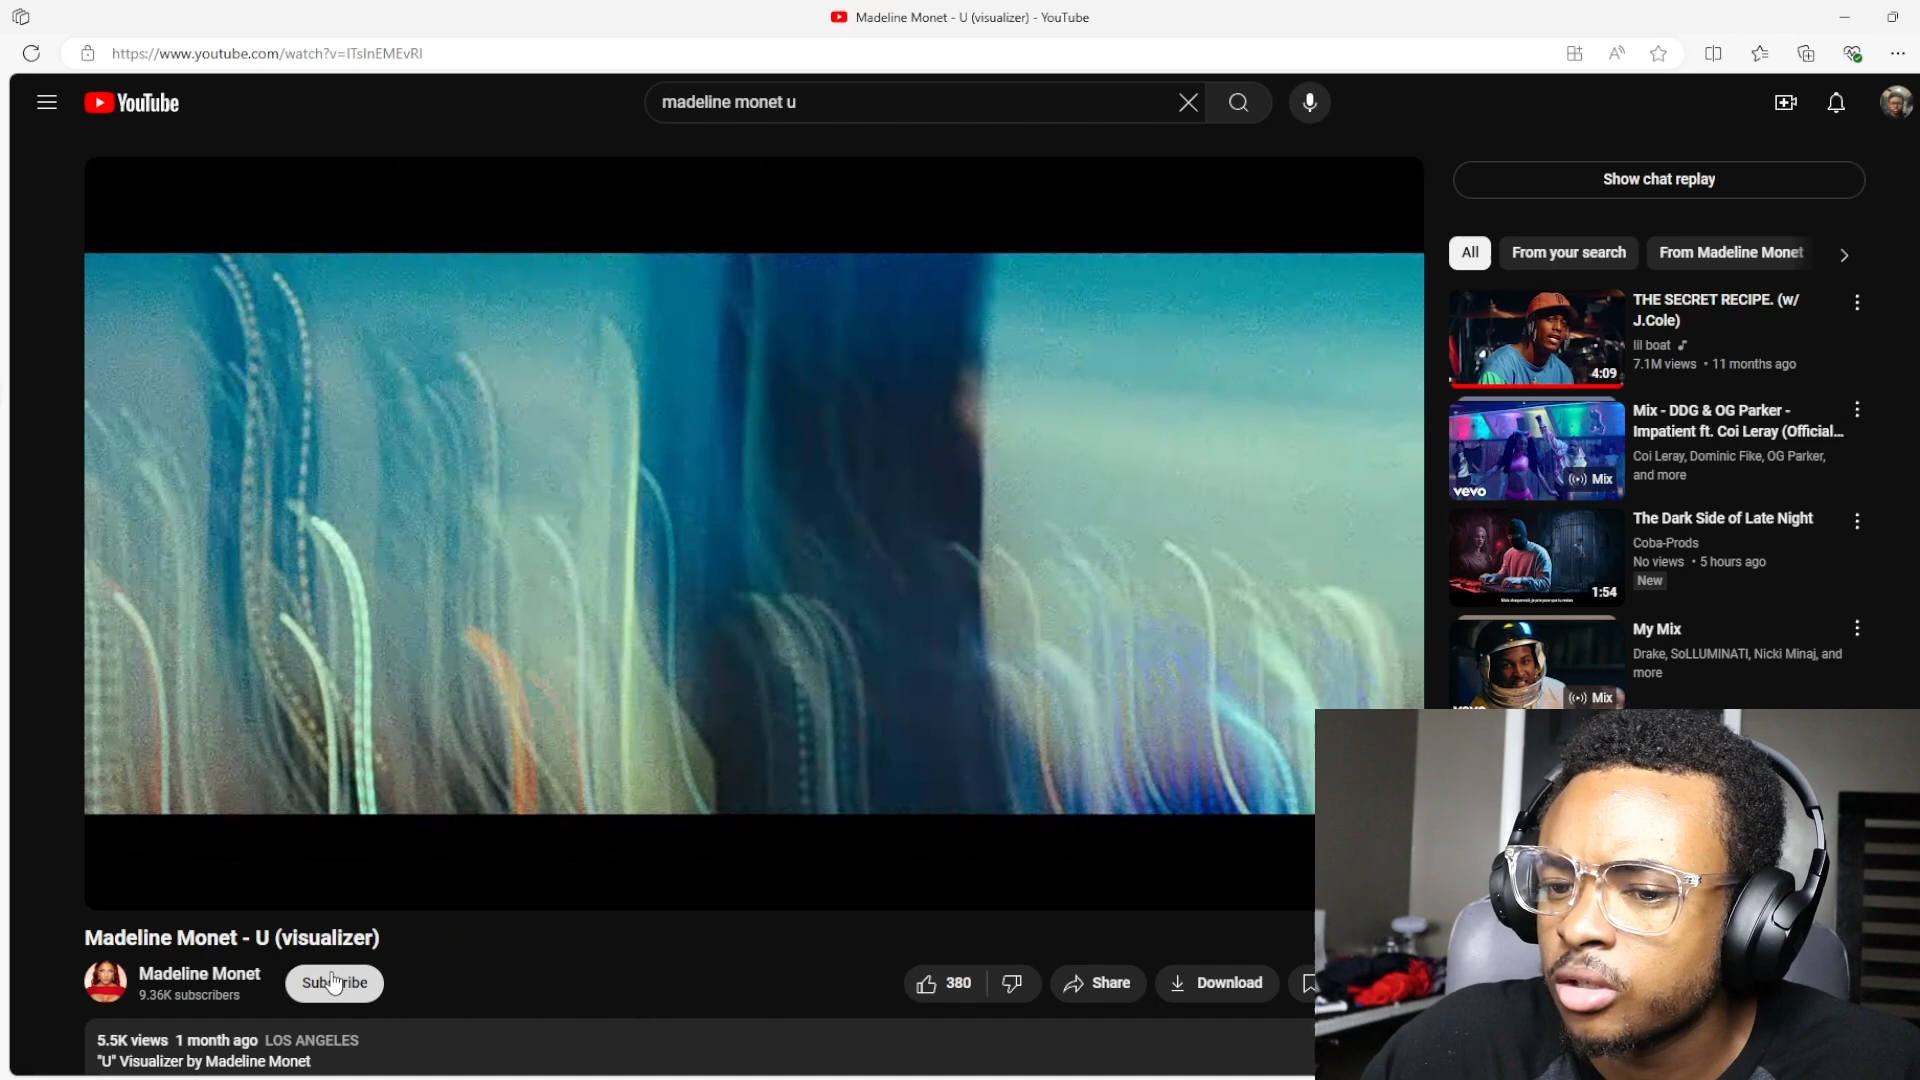 Madeline Monet - U (visualizer) - YouTube
https://www.youtube.com/watch?v=ITsInEMEvRI
YouTube
madeline monet u
Show chat replay
All
From your search
From Madeline Monet
THE SECRET RECIPE. (w/
J.Cole)
lil boat
7.1M views • 11 months ago
4:09
Mix - DDG & OG Parker -
Impatient ft. Coi Leray (Official...
Coi Leray, Dominic Fike, OG Parker,
and more
Mix
vevo
The Dark Side of Late Night
Coba-Prods
No views • 5 hours ago
New
1:54
My Mix
Drake, SoLLUMINATI, Nicki Minaj, and
more
Mix
Madeline Monet - U (visualizer)
Madeline Monet
9.36K subscribers
Subscribe
380
Share
Download
5.5K views 1 month ago LOS ANGELES
"U" Visualizer by Madeline Monet